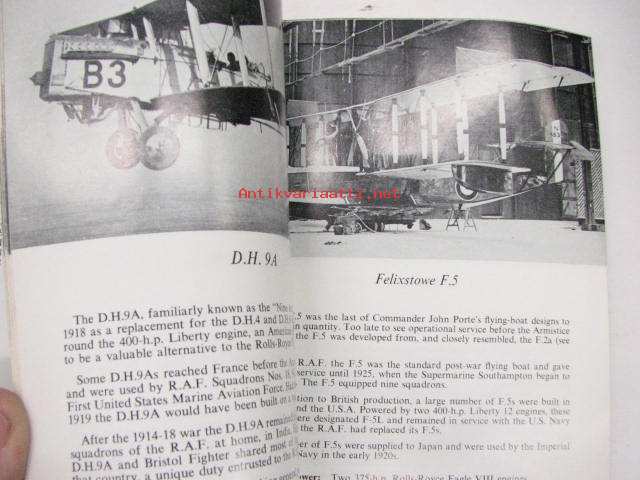 B3
D.H. 9A
The D.H.9A, familiarly known as the "Nine
1918 as a replacement for the D.H.4 and D.H.
round the 400-h.p. Liberty engine, an American
to be a valuable alternative to the Rolls-Royce
Some D.H.9As reached France before the
and were used by R.A.F. Squadrons Nos.
First United States Marine Aviation Force.
1919 the D.H.9A would have been built
After the 1914-18 war the D.H.9A remained
squadrons of the R.A.F. at home, in India,
D.H.9A and Bristol Fighter shared most
that country, a unique duty entrusted to the
Antikvariaatti.net
Felixstowe F.5
.5 was the last of Commander John Porte's flying-boat designs to
in quantity. Too late to see operational service before the Armistice
the F.5 was developed from, and closely resembled, the F.2a (see
R.A.F. the F.5 was the standard post-war flying boat and gave
service until 1925, when the Supermarine Southampton began to
The F.5 equipped nine squadrons.
tion to British production, a large number of F.5s were built in
and the U.S.A. Powered by two 400-h.p. Liberty 12 engines, these
ere designated F-5L and remained in service with the U.S. Navy
the R.A.F. had replaced its F.5s.
er of F.5s were supplied to Japan and were used by the Imperial
Navy in the early 1920s.
ower: Two 375-h.p. Rolls-Royce Eagle VIII engines